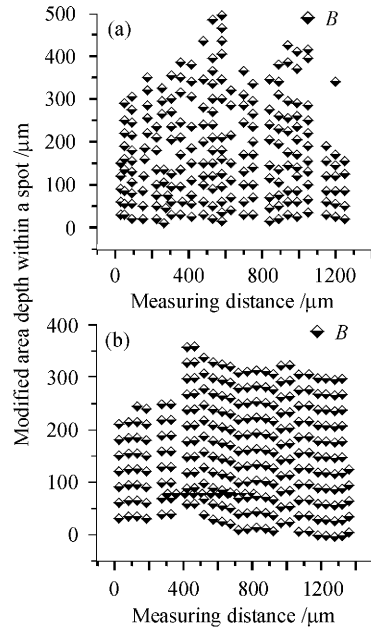 Modified area depth within a spot /μm
(a)
B
500
400
300
200
100
0
0 400 800 1200
Measuring distance /μm
(b)
B
400
300
200
100
0
0 400 800 1200
Measuring distance /μm